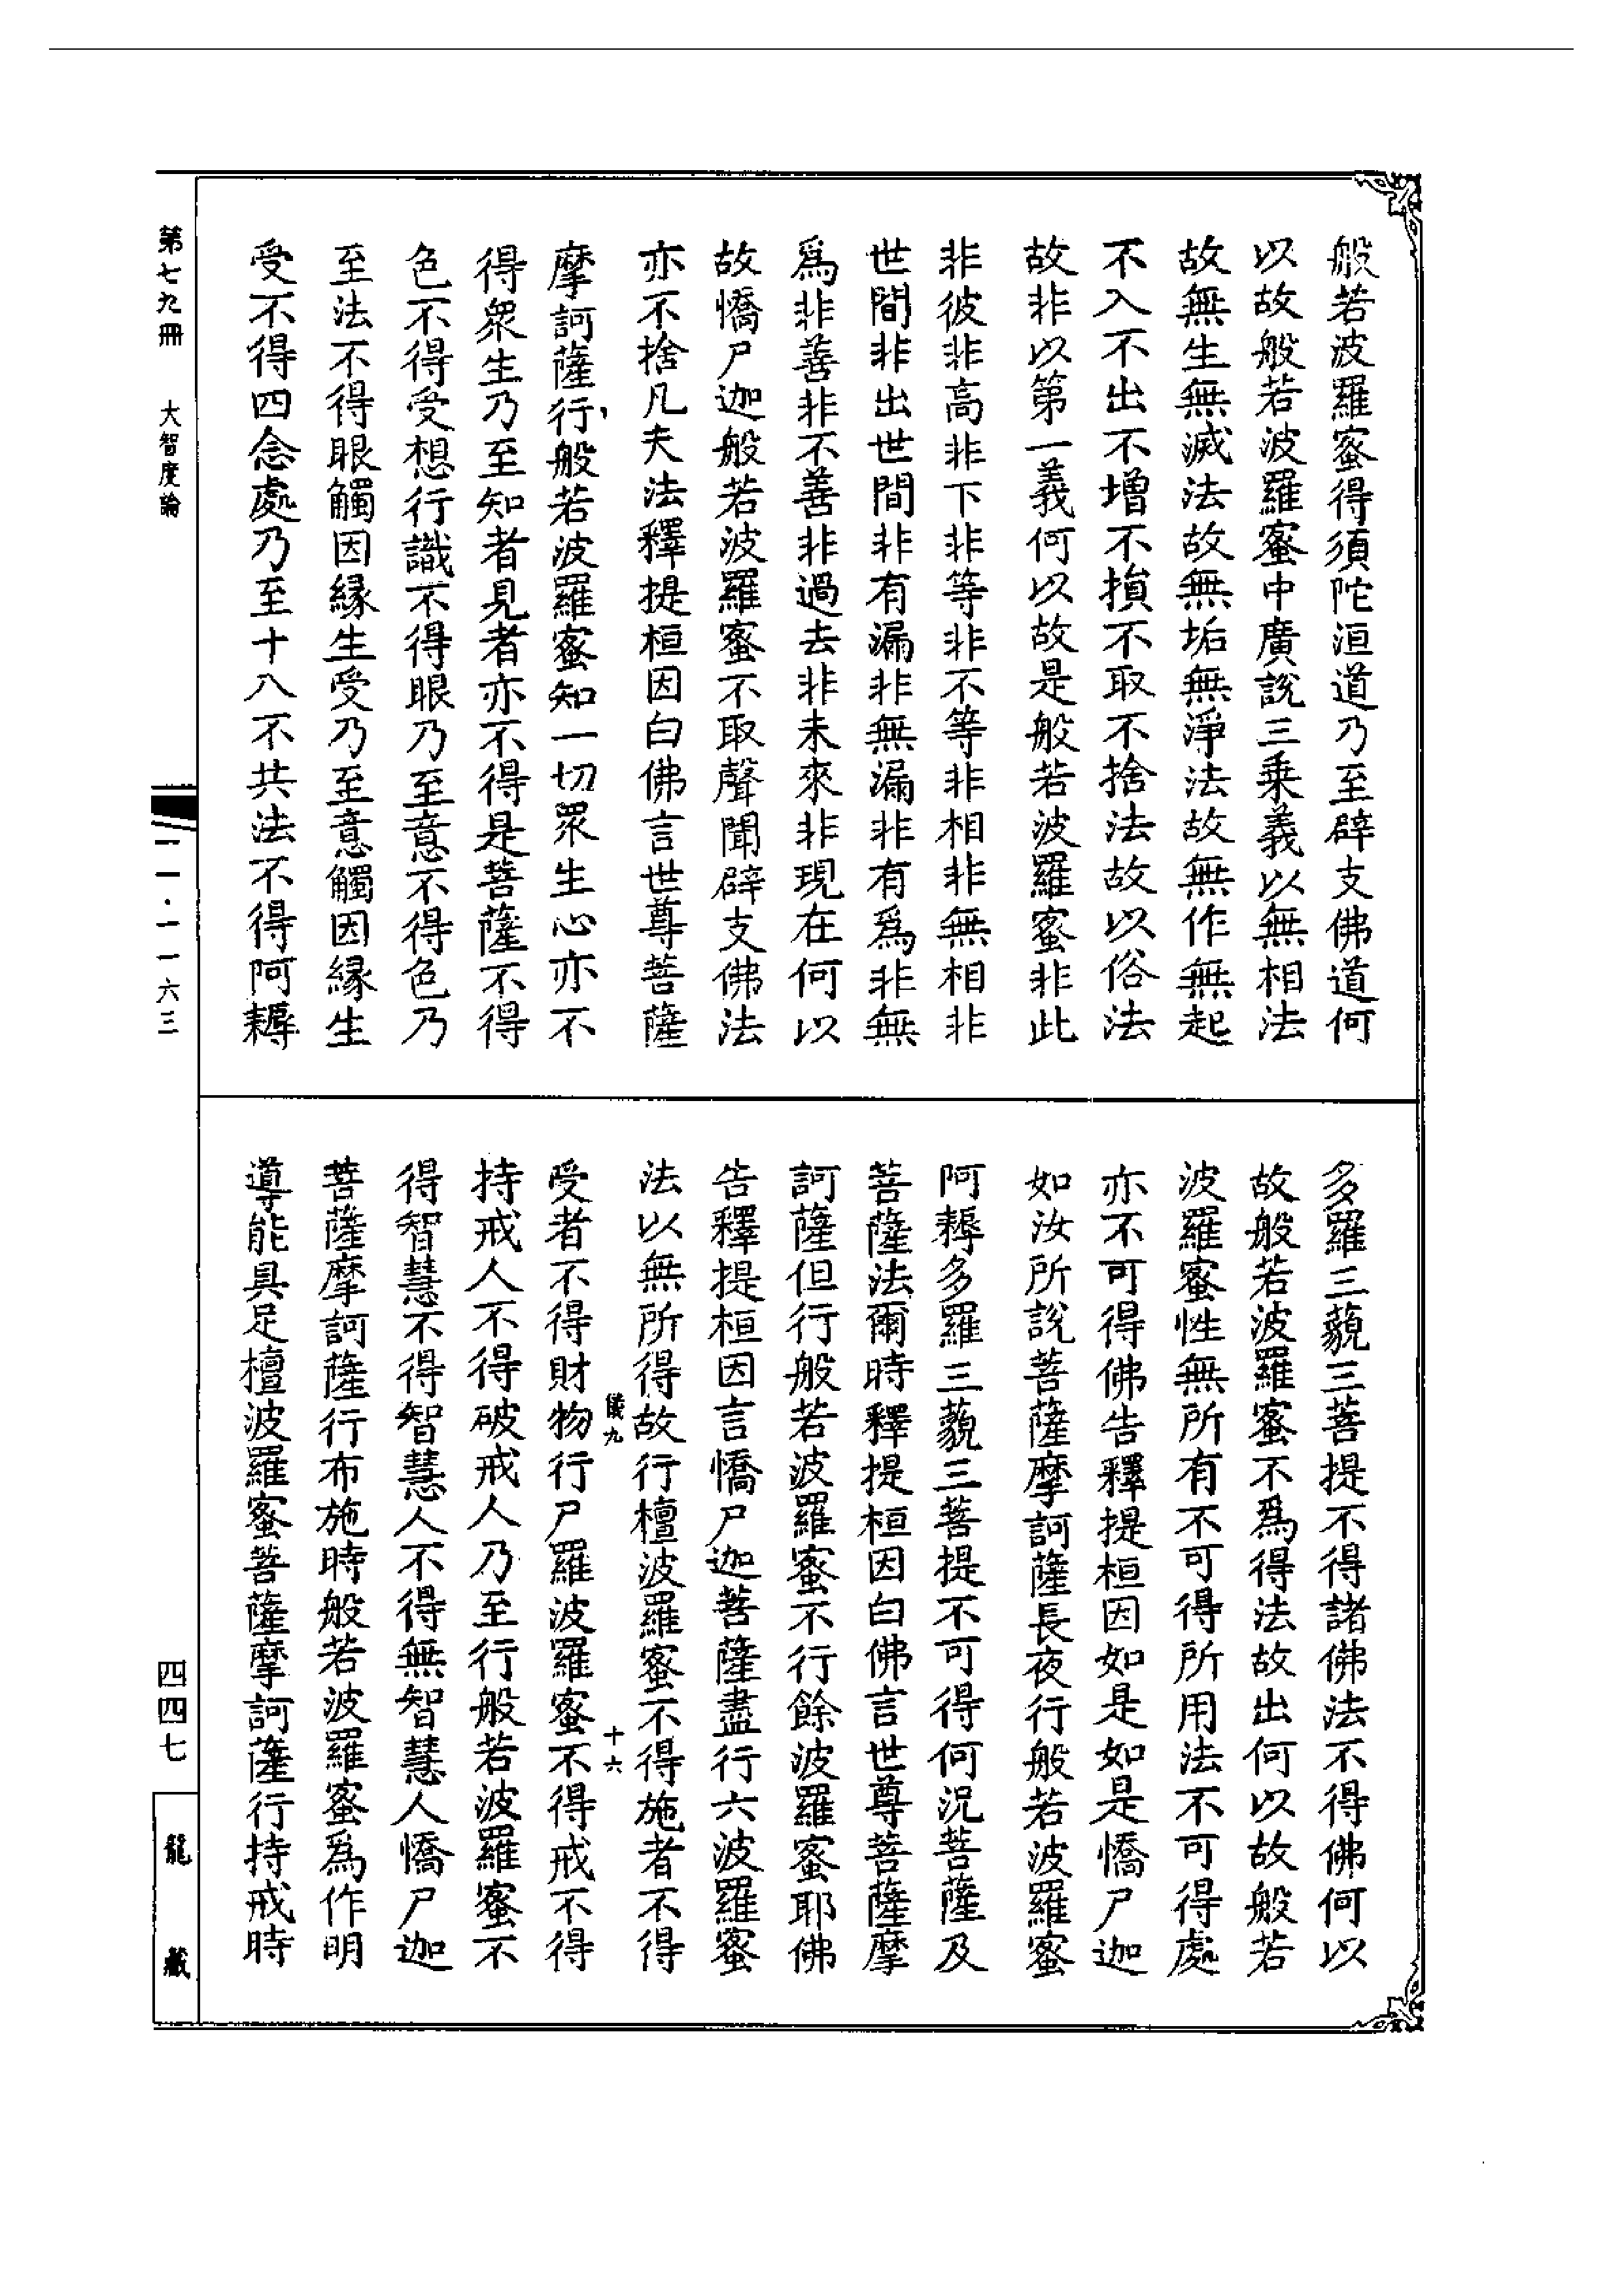 般若波羅蜜得須陀洹道乃至辟支佛道何
以故般若波羅蜜中廣說三乘義以無相法
故無生無滅法故無垢無淨法故無作無起
不入不出不增不損不取不捨法故以俗法
故非以第一義何以故是般若波羅蜜非此
非彼非高非下非等非不等非相非無相非
世間非出世間非有漏非無漏非有爲非無
爲非善非不善非過去非未來非現在何以
故憍尸迦般若波羅蜜不取聲聞辟支佛法
亦不捨凡夫法釋提桓因白佛言世尊菩薩
摩訶薩行般若波羅蜜知一切眾生心亦不
得眾生乃至知者見者亦不得是菩薩不得
色不得受想行識不得眼乃至意不得色乃
至法不得眼觸因緣生受乃至意觸因緣生
受不得四念處乃至十八不共法不得阿耨
多羅三藐三菩提不得諸佛法不得佛何以
故般若波羅蜜不爲得法故出何以故般若
波羅蜜性無所有不可得所用法不可得處
亦不可得佛告釋提桓因如是如是憍尸迦
如汝所說菩薩摩訶薩長夜行般若波羅蜜
阿耨多羅三藐三菩提不可得何況菩薩及
菩薩法爾時釋提桓因白佛言世尊菩薩摩
訶薩但行般若波羅蜜不行餘波羅蜜耶佛
告釋提桓因言憍尸迦菩薩盡行六波羅蜜
法以無所得故行檀波羅蜜不得施者不得
儀九 十六
受者不得財物行尸羅波羅蜜不得戒不得
持戒人不得破戒人乃至行般若波羅蜜不
得智慧不得智慧人不得無智慧人憍尸迦
菩薩摩訶薩行布施時般若波羅蜜爲作明
導能具足檀波羅蜜菩薩摩訶薩行持戒時
第七九冊 大智度論
一一·一一六三
四四七
龍藏